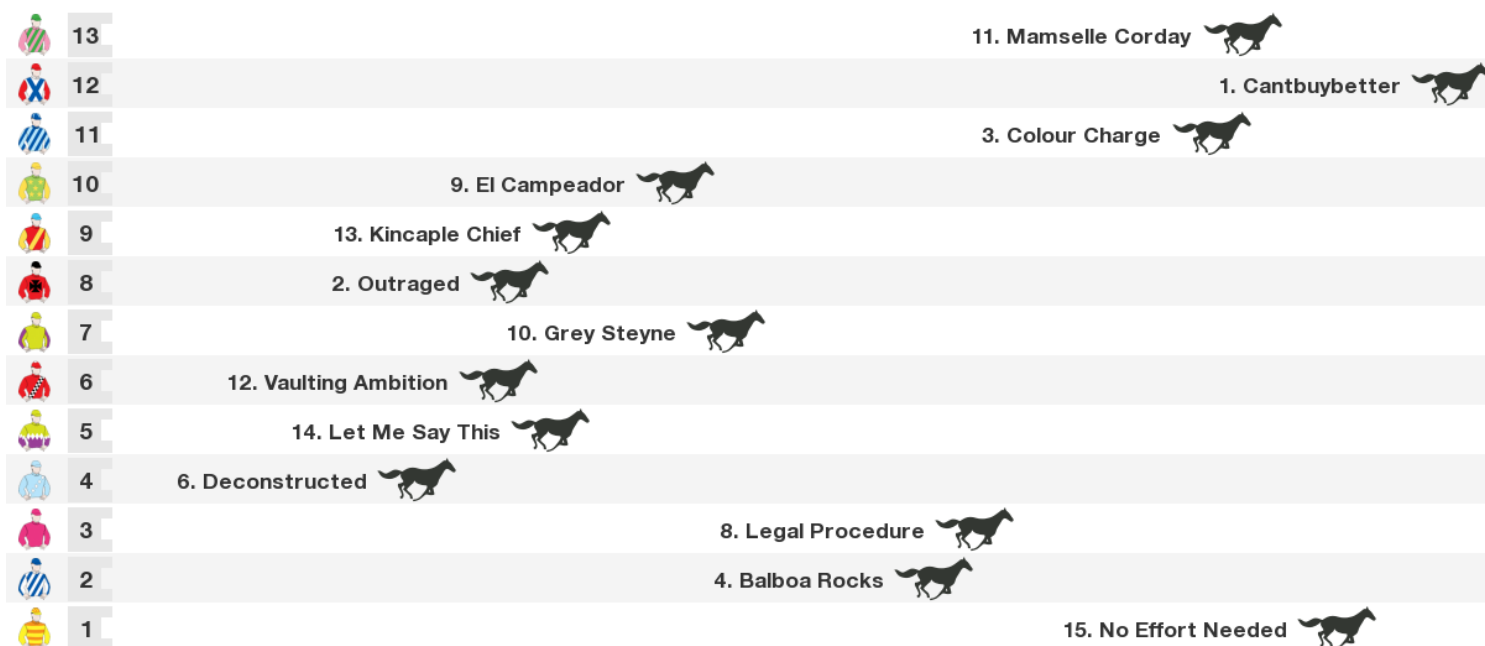 13 11. Mamselle Corday
12 1. Cantbuybetter
11 3. Colour Charge
10 9. El Campeador
9 13. Kincaple Chief
8 2. Outraged
7 10. Grey Steyne
6 12. Vaulting Ambition
5 14. Let Me Say This
4 6. Deconstructed
3 8. Legal Procedure
2 4. Balboa Rocks
1 15. No Effort Needed